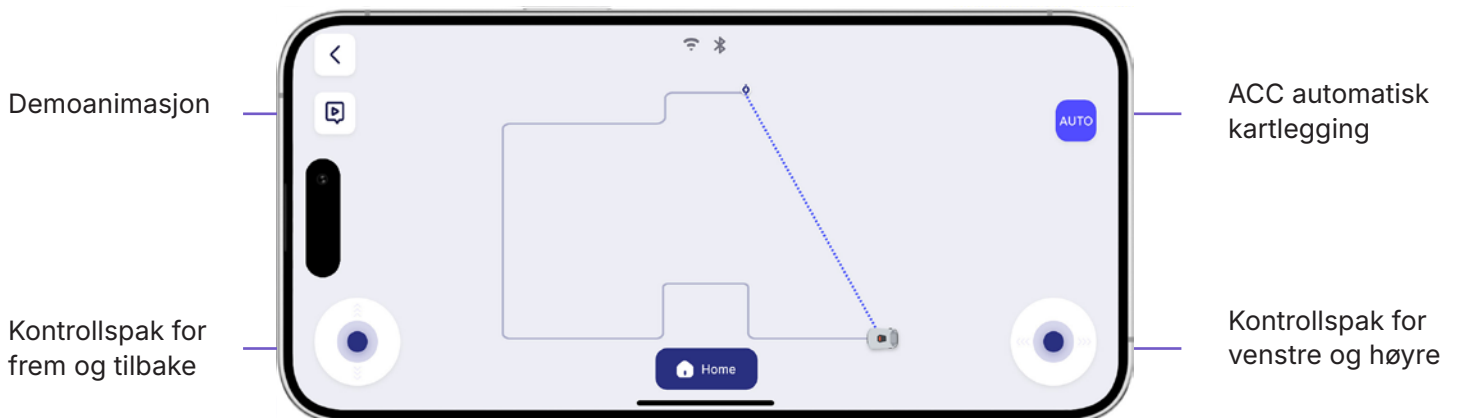 Demoanimasjon
ACC automatisk
kartlegging
AUTO
Kontrollspak for
frem og tilbake
Kontrollspak for
venstre og høyre
Home